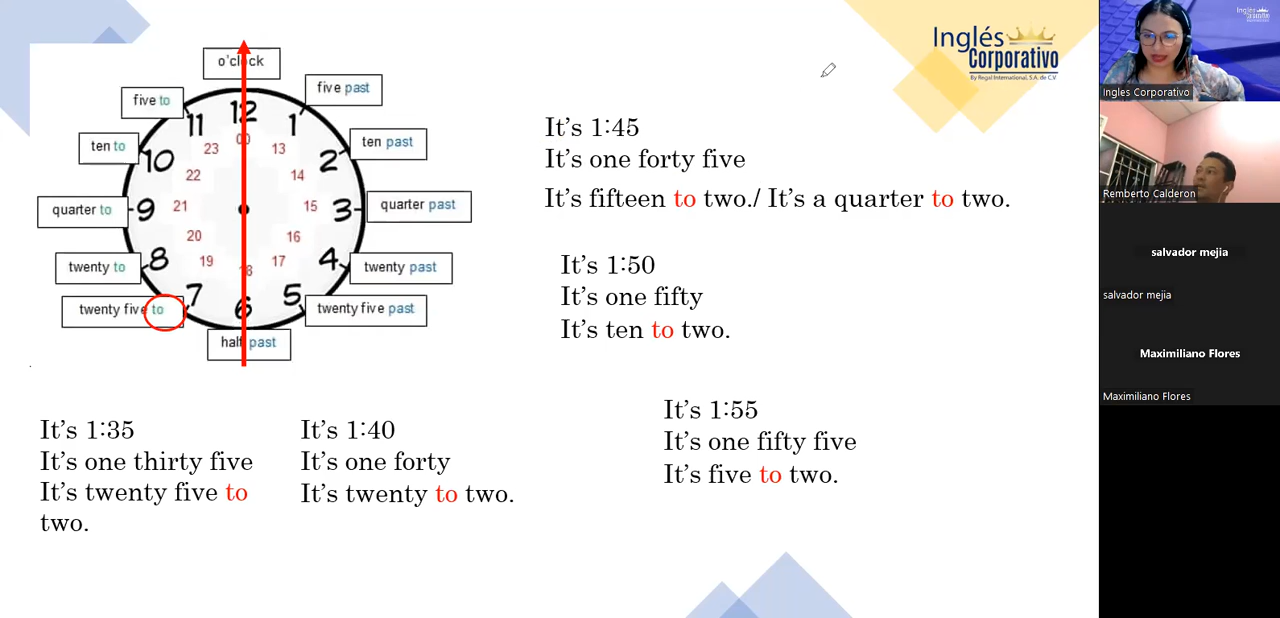 o'clock
five past
ten past
quarter past
twenty past
twenty five past
half past
twenty five to
twenty to
quarter to
ten to
five to
12
1
2
3
4
5
6
7
8
9
10
11
00
13
14
15
16
17
18
19
20
21
22
23
Inglés
Corporativo
By Regal International, S.A. de C.V
It's 1:45
It's one forty five
It's fifteen to two./ It's a quarter to two.
It's 1:50
It's one fifty
It's ten to two.
It's 1:35
It's one thirty five
It's twenty five to
two.
It's 1:40
It's one forty
It's twenty to two.
It's 1:55
It's one fifty five
It's five to two.
Ingles Corporativo
Remberto Calderon
salvador mejia
salvador mejia
Maximiliano Flores
Maximiliano Flores